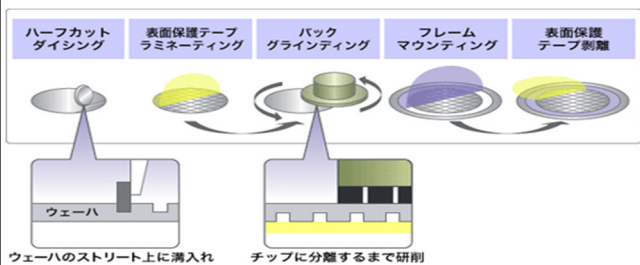 ハーフカット
ダイシング
表面保護テープ
ラミネーティング
バック
グラインディング
フレーム
マウンティング
表面保護
テープ剥離
ウェーハ
ウェーハのストリート上に溝入れ
チップに分離するまで研削